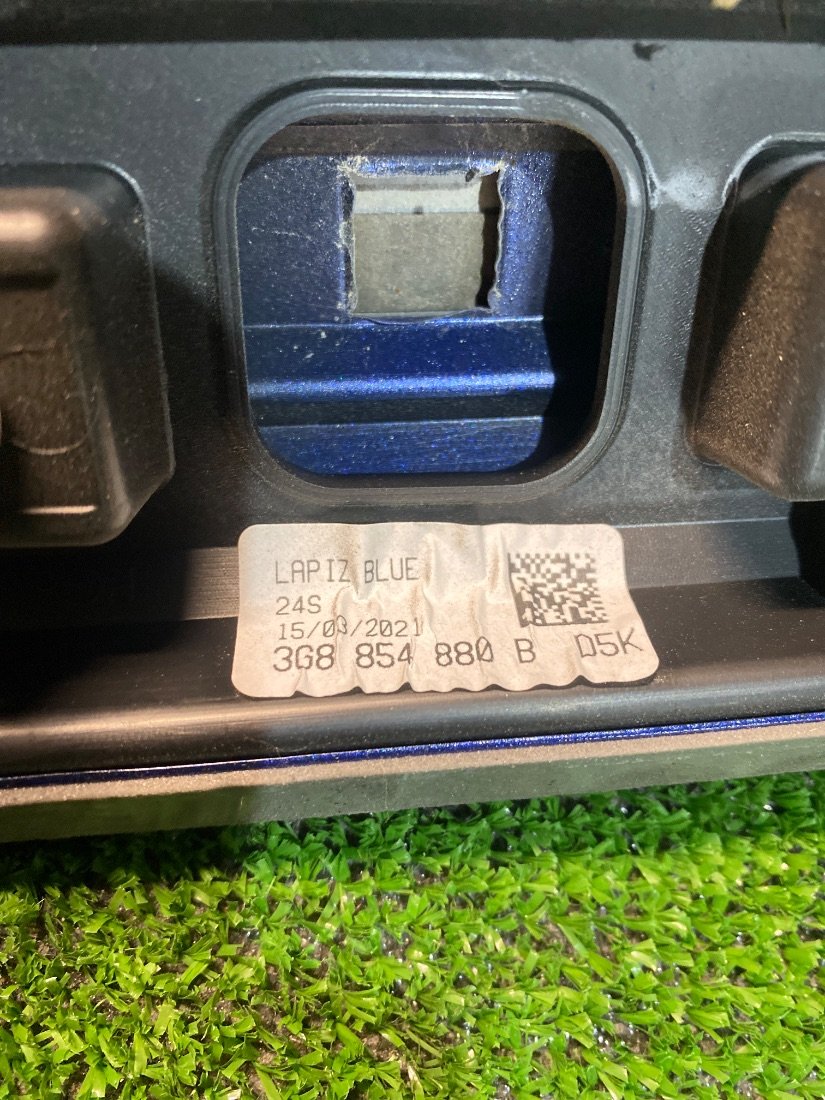 LAPIZ BLUE
24S
15/03/2021
3G8 854 880 B D5K